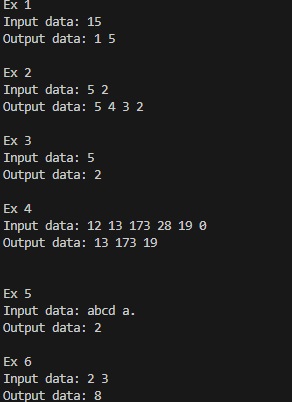 Ex 1
Input data: 15
Output data: 1 5
Ex 2
Input data: 5 2
Output data: 5 4 3 2
Ex 3
Input data: 5
Output data: 2
Ex 4
Input data: 12 13 173 28 19 0
Output data: 13 173 19
Ex 5
Input data: abcd a.
Output data: 2
Ex 6
Input data: 2 3
Output data: 8